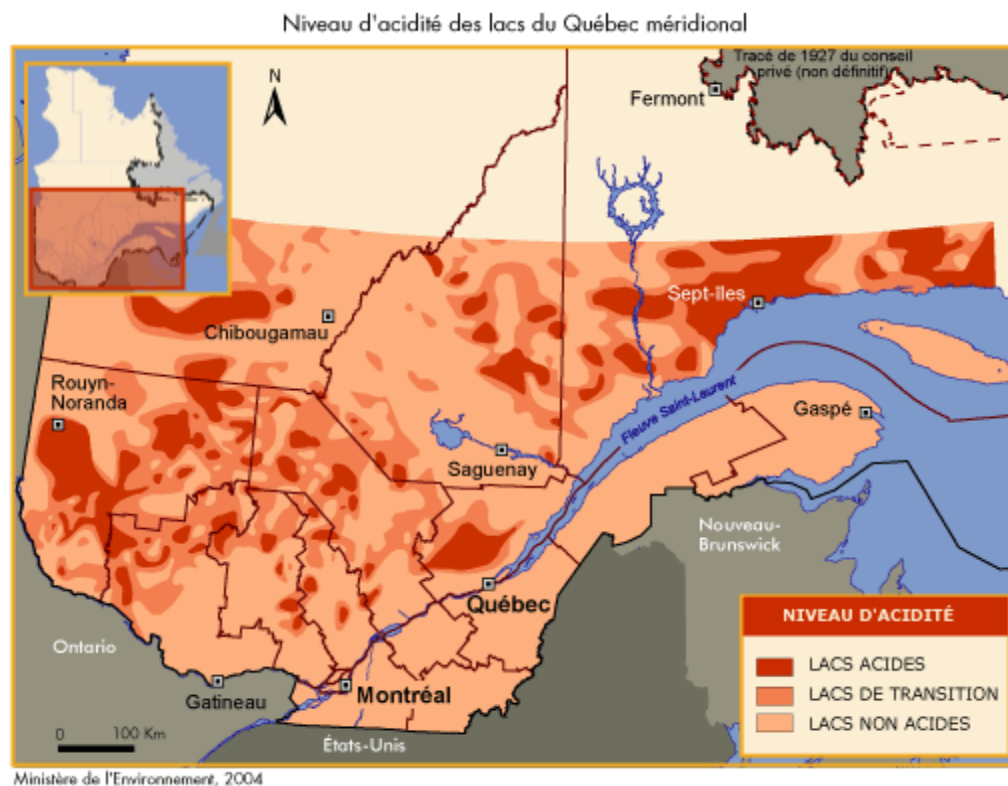 Niveau d'acidité des lacs du Québec méridional
N
Tracé de 1927 du conseil
privé (non définitif)
Fermont
Sept-îles
Chibougamau
Rouyn-
Noranda
Fleuve Saint-Laurent
Gaspé
Saguenay
Nouveau-
Brunswick
Québec
Ontario
Gatineau
Montréal
États-Unis
0 100 Km
NIVEAU D'ACIDITÉ
LACS ACIDES
LACS DE TRANSITION
LACS NON ACIDES
Ministère de l'Environnement, 2004